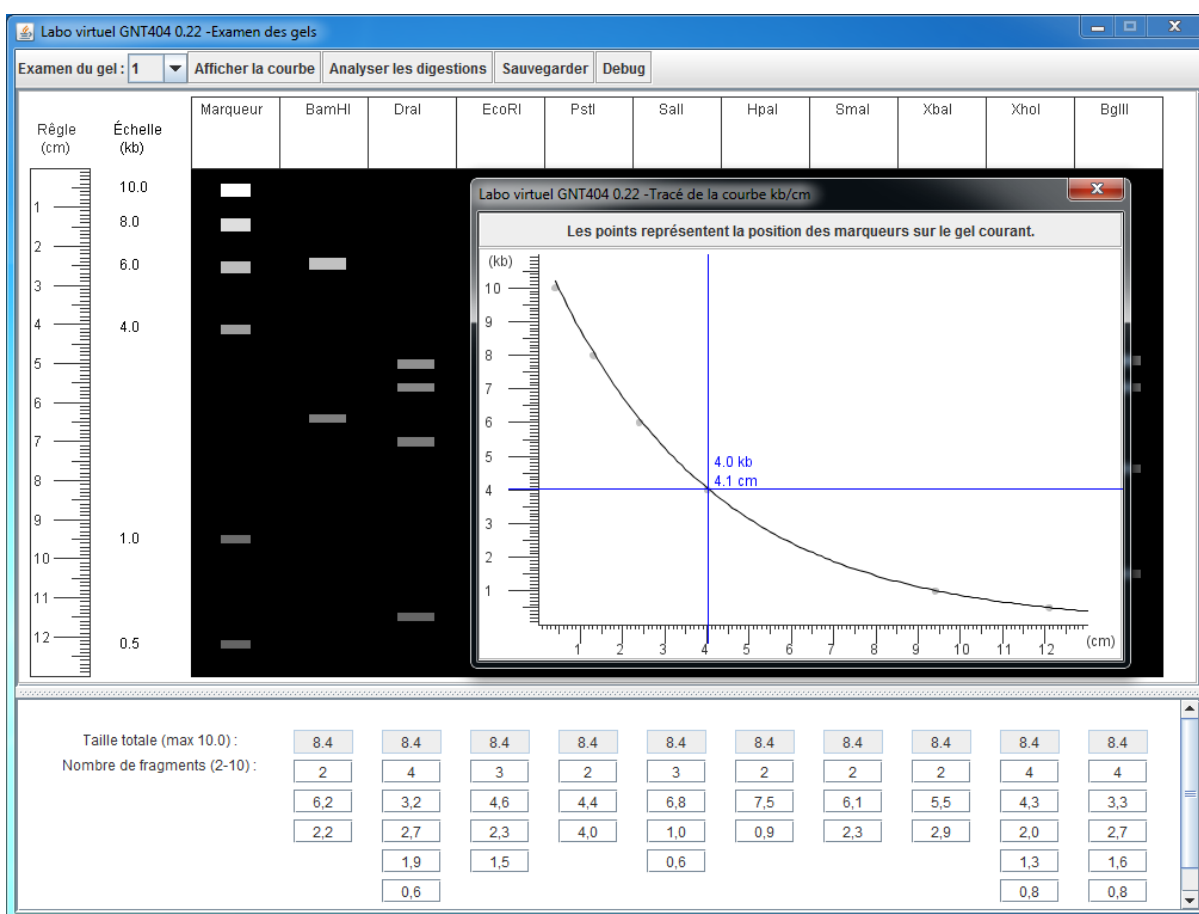 Labo virtuel GNT404 0.22 -Examen des gels
Examen du gel : 1 Afficher la courbe Analyser les digestions Sauvegarder Debug
Marqueur BamHI DraI EcoRI PstI SalI HpaI SmaI XbaI XhoI BglII
Rêgle Échelle
(cm) (kb)
10.0
1
8.0
2
6.0
3
4
4.0
5
6
7
8
9
1.0
10
11
12
0.5
Labo virtuel GNT404 0.22 -Tracé de la courbe kb/cm
Les points représentent la position des marqueurs sur le gel courant.
(kb)
10
9
8
7
6
5
4
3
2
1
4.0 kb
4.1 cm
1 2 3 4 5 6 7 8 9 10 11 12 (cm)
Taille totale (max 10.0) : 8.4 8.4 8.4 8.4 8.4 8.4 8.4 8.4 8.4 8.4
Nombre de fragments (2-10) : 2 4 3 2 3 2 2 2 4 4
6,2 3,2 4,6 4,4 6,8 7,5 6,1 5,5 4,3 3,3
2,2 2,7 2,3 4,0 1,0 0,9 2,3 2,9 2,0 2,7
1,9 1,5 0,6 1,3 1,6
0,6 0,8 0,8